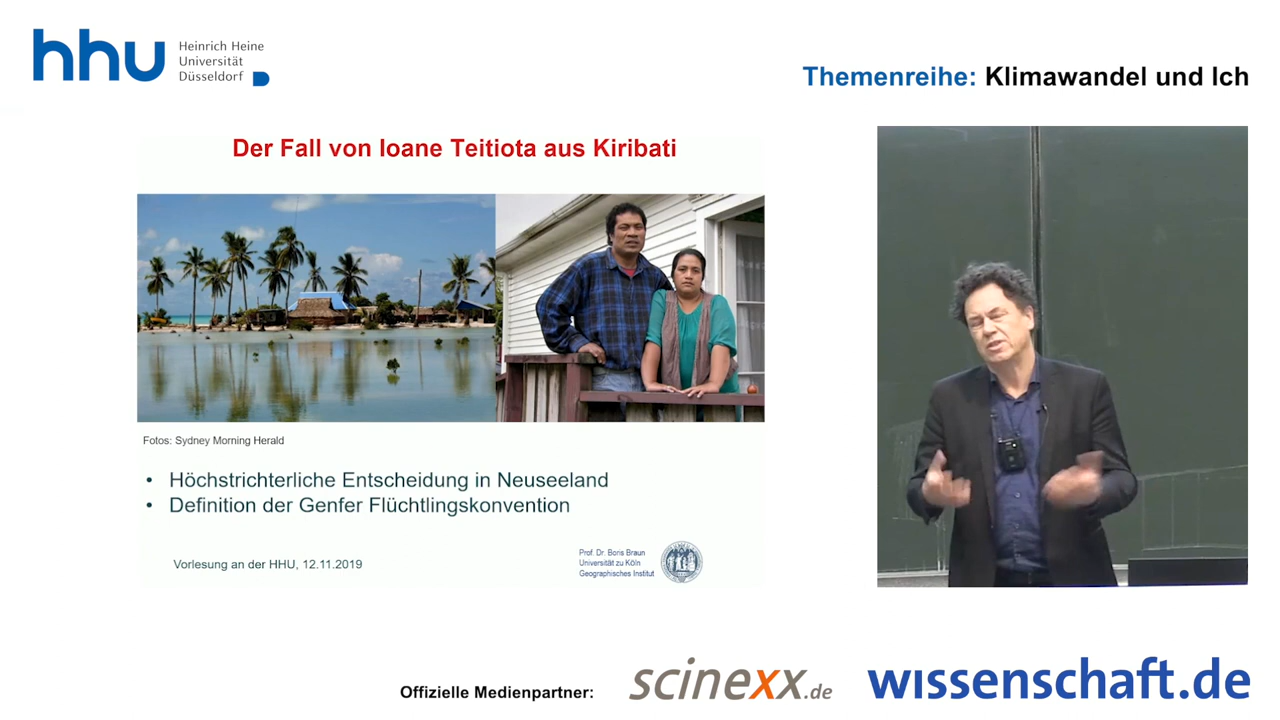 hhu Heinrich Heine
Universität
Düsseldorf
Themenreihe: Klimawandel und Ich
Der Fall von Ioane Teitiota aus Kiribati
Fotos: Sydney Morning Herald
• Höchstrichterliche Entscheidung in Neuseeland
• Definition der Genfer Flüchtlingskonvention
Vorlesung an der HHU, 12.11.2019
Prof. Dr. Boris Braun
Universität zu Köln
Geographisches Institut
Offizielle Medienpartner:
scinexx.de
wissenschaft.de